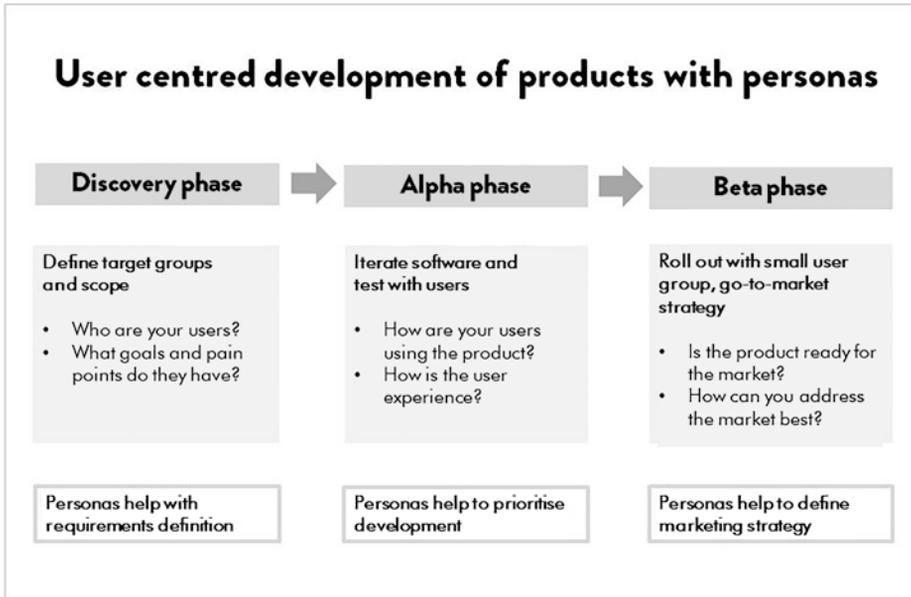 User centred development of products with personas
Discovery phase
Alpha phase
Beta phase
Define target groups
and scope
• Who are your users?
• What goals and pain
points do they have?
Iterate software and
test with users
• How are your users
using the product?
• How is the user
experience?
Roll out with small user
group, go-to-market
strategy
• Is the product ready for
the market?
• How can you address
the market best?
Personas help with
requirements definition
Personas help to prioritise
development
Personas help to define
marketing strategy